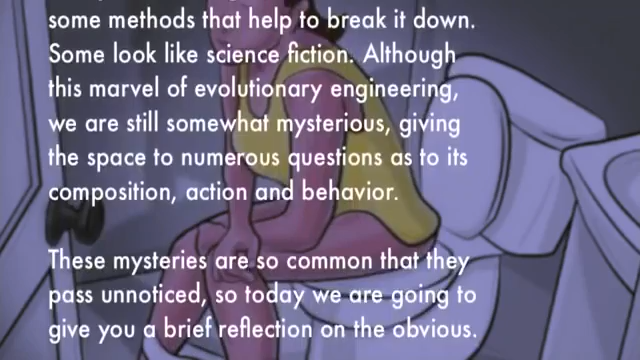 some methods that help to break it down.
Some look like science fiction. Although
this marvel of evolutionary engineering,
we are still somewhat mysterious, giving
the space to numerous questions as to its
composition, action and behavior.
These mysteries are so common that they
pass unnoticed, so today we are going to
give you a brief reflection on the obvious.